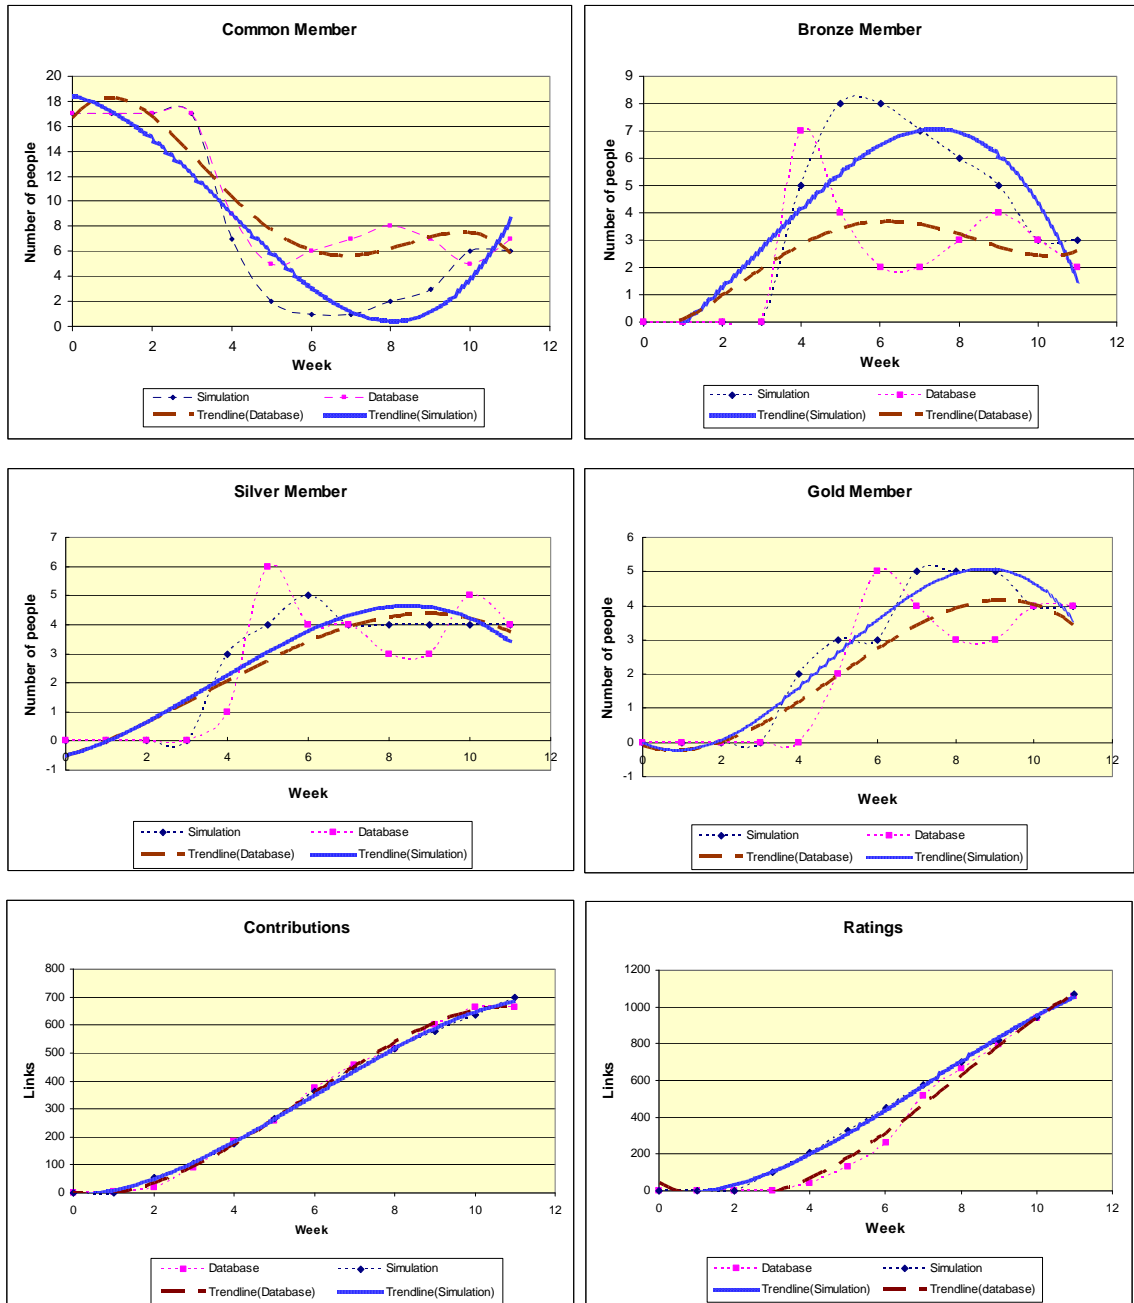 Common Member
20
18
16
14
12
10
8
6
4
2
0
Number of people
0 2 4 6 8 10 12
Week
Simulation Database
Trendline(Database) Trendline(Simulation)
Bronze Member
9
8
7
6
5
4
3
2
1
0
Number of people
0 2 4 6 8 10 12
Week
Simulation Database
Trendline(Simulation) Trendline(Database)
Silver Member
7
6
5
4
3
2
1
0
-1
Number of people
0 2 4 6 8 10 12
Week
Simulation Database
Trendline(Database) Trendline(Simulation)
Gold Member
6
5
4
3
2
1
0
-1
Number of people
0 2 4 6 8 10 12
Week
Simulation Database
Trendline(Database) Trendline(Simulation)
Contributions
800
700
600
500
400
300
200
100
0
Links
0 2 4 6 8 10 12
Week
Database Simulation
Trendline(Database) Trendline(Simulation)
Ratings
1200
1000
800
600
400
200
0
Links
0 2 4 6 8 10 12
Week
Database Simulation
Trendline(Simulation) Trendline(database)